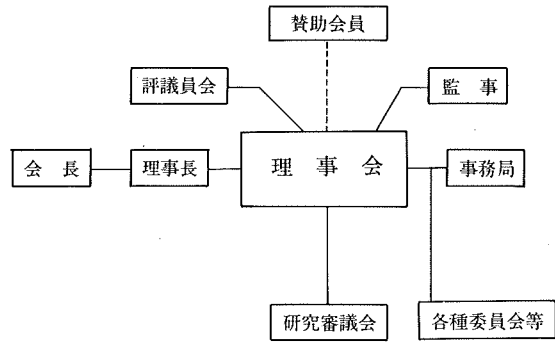 賛助会員
評議員会
監 事
会 長
理事長
理 事 会
事務局
研究審議会
各種委員会等